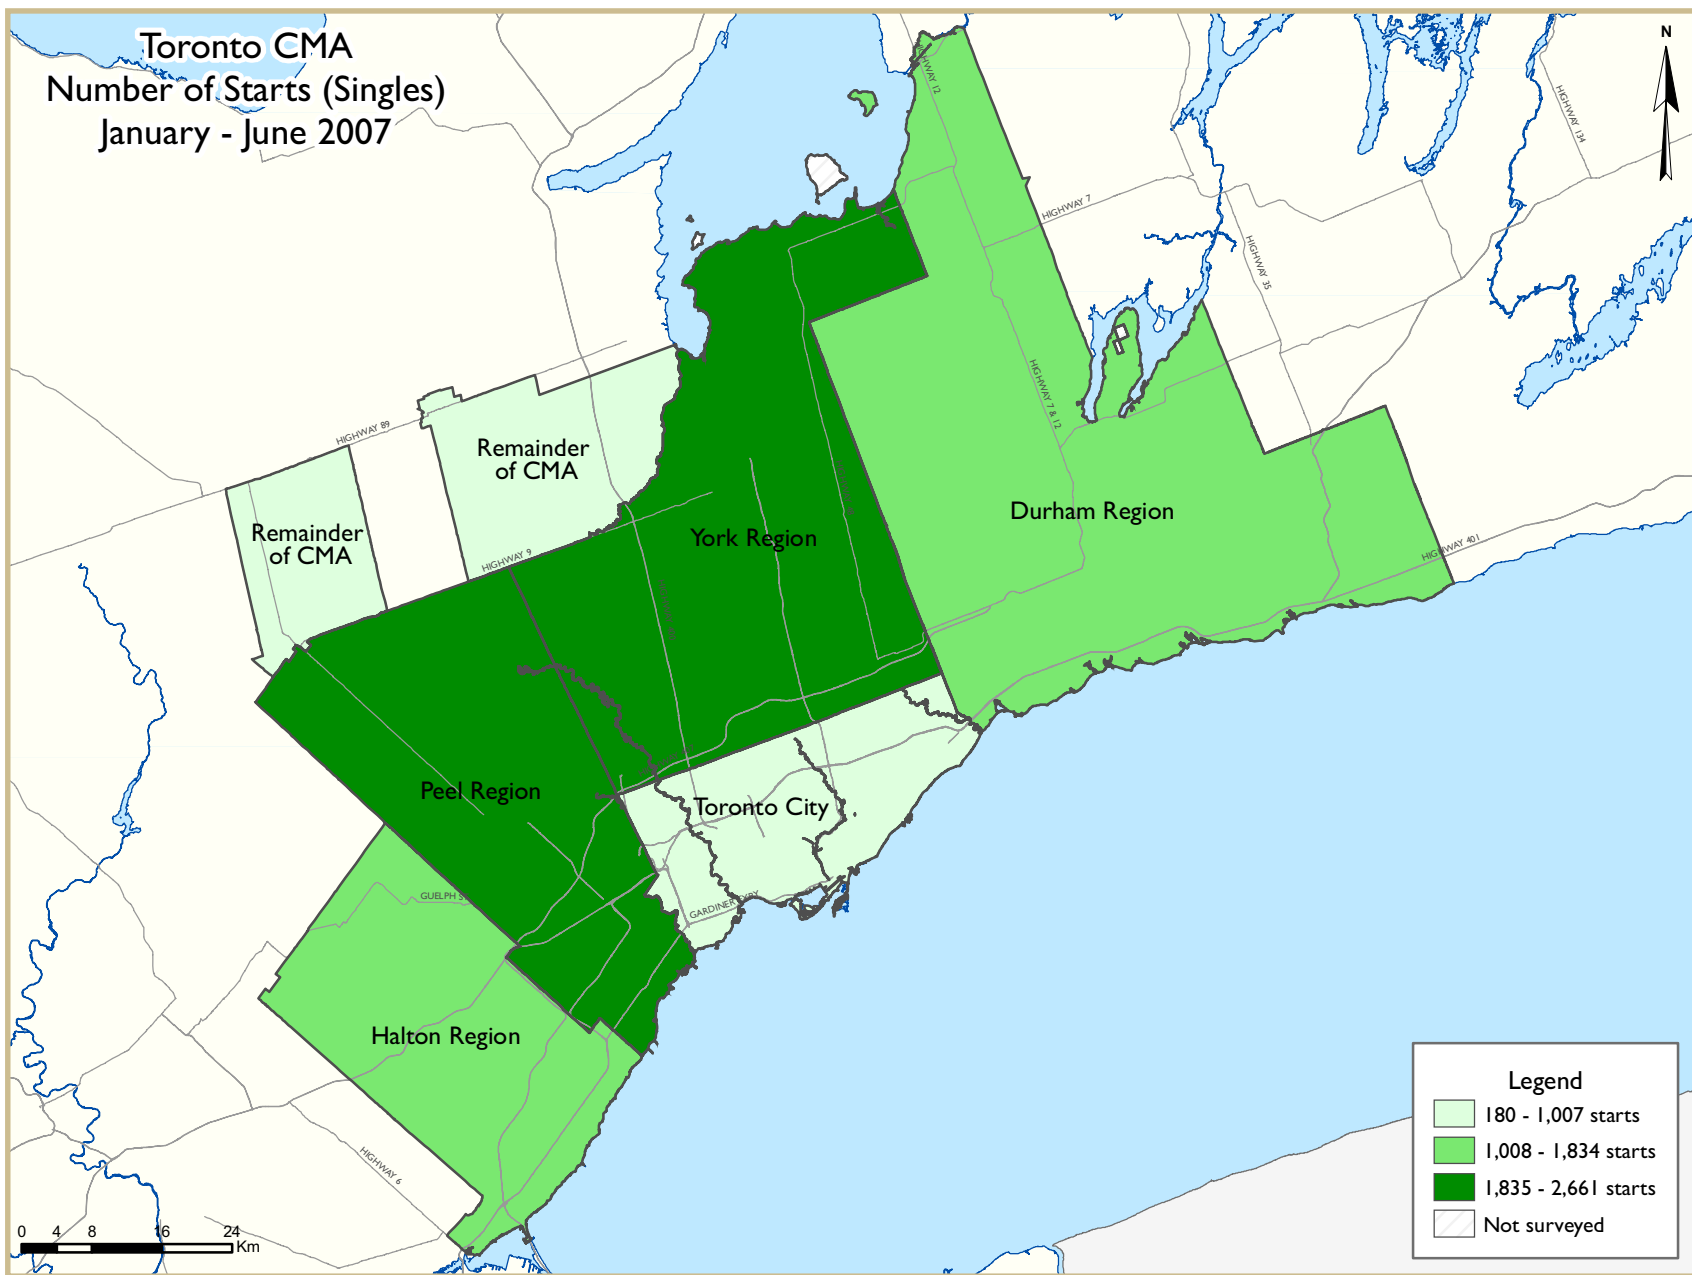 Toronto CMA
Number of Starts (Singles)
January - June 2007
N
HIGHWAY 12
HIGHWAY 134
HIGHWAY 7
HIGHWAY 35
HIGHWAY 7 & 12
HIGHWAY 89
Remainder
of CMA
Remainder
of CMA
HIGHWAY 9
York Region
Durham Region
HIGHWAY 401
Peel Region
Toronto City
GUELPH
GARDINER EXPY
Halton Region
HIGHWAY 6
Legend
180 - 1,007 starts
1,008 - 1,834 starts
1,835 - 2,661 starts
Not surveyed
0 4 8 16 24
Km